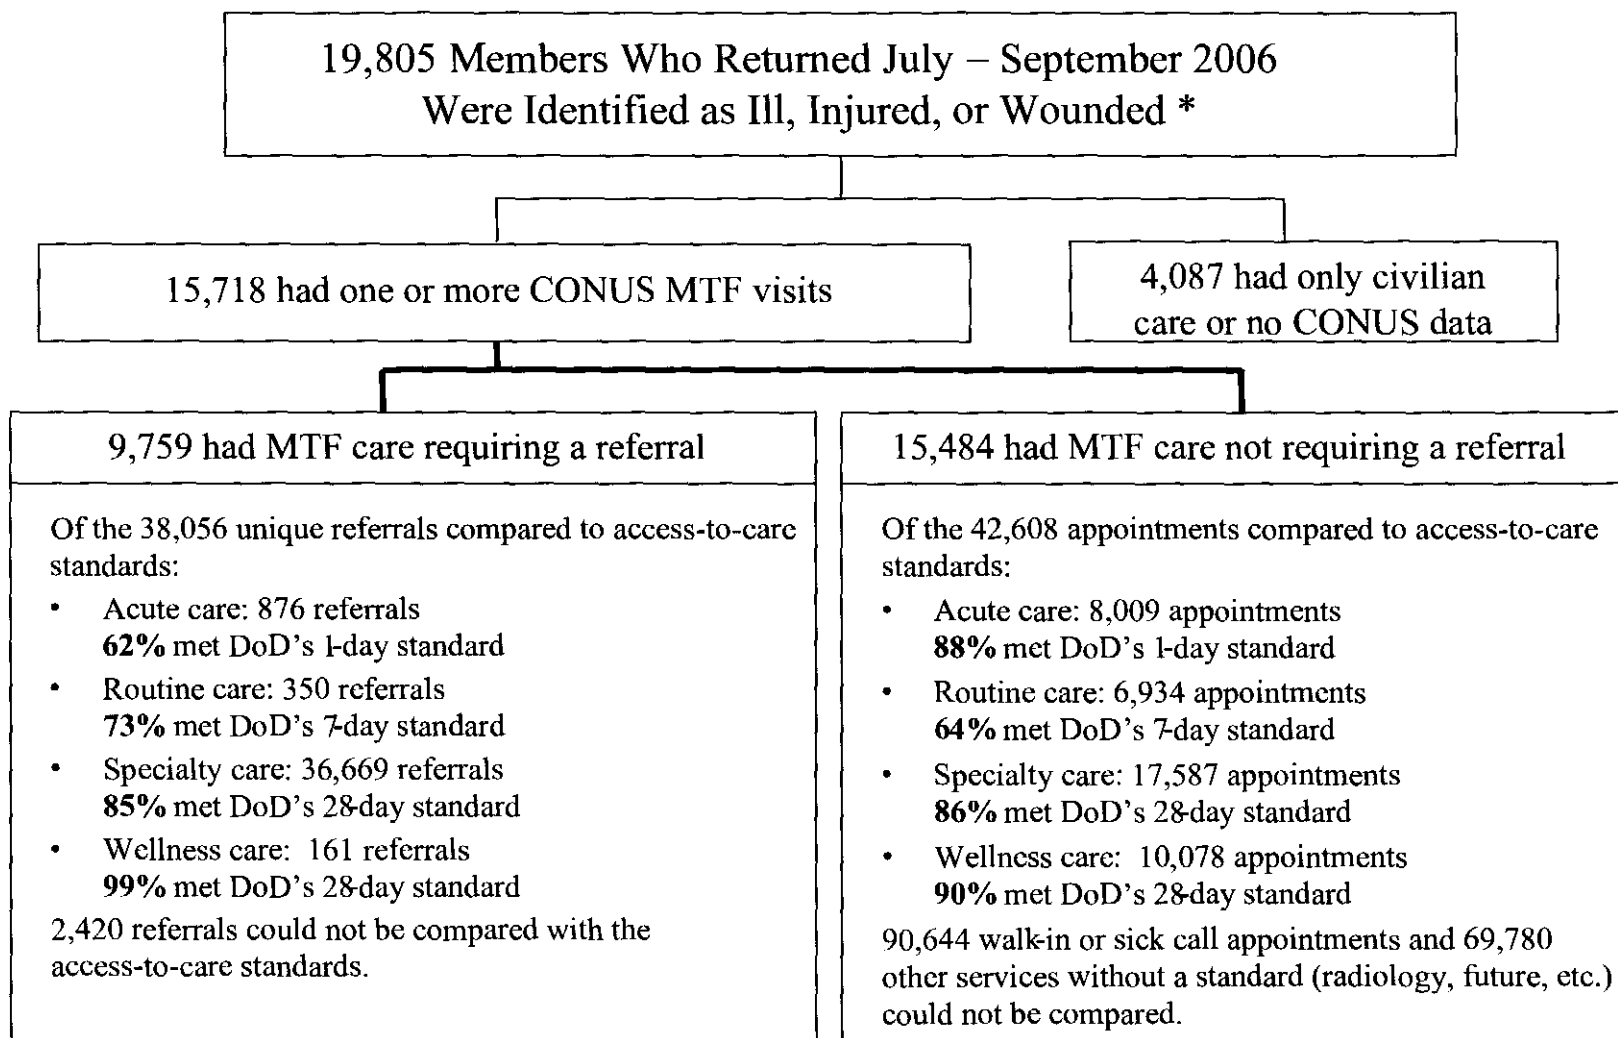 19,805 Members Who Returned July – September 2006
Were Identified as Ill, Injured, or Wounded *
15,718 had one or more CONUS MTF visits
4,087 had only civilian
care or no CONUS data
9,759 had MTF care requiring a referral
Of the 38,056 unique referrals compared to access-to-care
standards:
• Acute care: 876 referrals
62% met DoD's 1-day standard
• Routine care: 350 referrals
73% met DoD's 7-day standard
• Specialty care: 36,669 referrals
85% met DoD's 28-day standard
• Wellness care: 161 referrals
99% met DoD's 28-day standard
2,420 referrals could not be compared with the
access-to-care standards.
15,484 had MTF care not requiring a referral
Of the 42,608 appointments compared to access-to-care
standards:
• Acute care: 8,009 appointments
88% met DoD's 1-day standard
• Routine care: 6,934 appointments
64% met DoD's 7-day standard
• Specialty care: 17,587 appointments
86% met DoD's 28-day standard
• Wellness care: 10,078 appointments
90% met DoD's 28-day standard
90,644 walk-in or sick call appointments and 69,780
other services without a standard (radiology, future, etc.)
could not be compared.